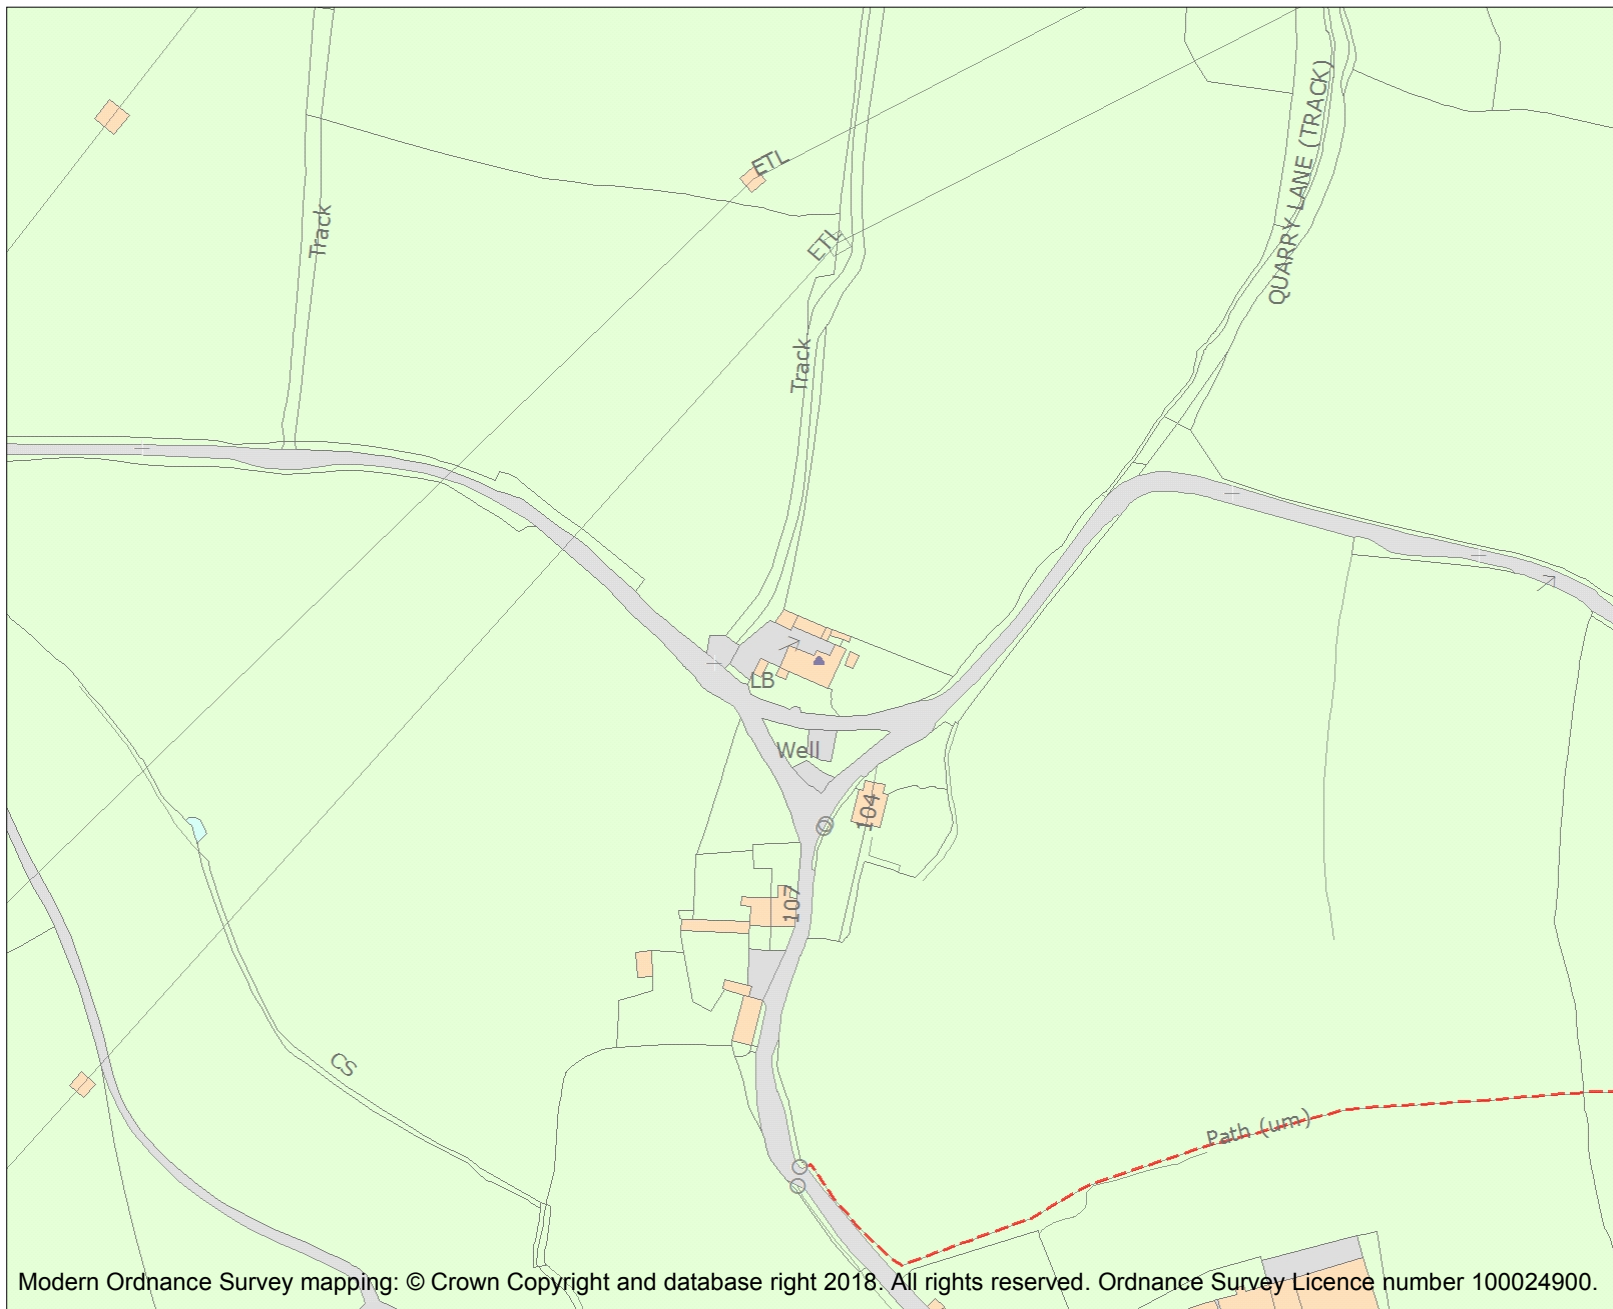 QUARRY LANE (TRACK)
ETL
Track
ETL
Track
LB
Well
104
107
CS
Path (um)
Modern Ordnance Survey mapping: © Crown Copyright and database right 2018. All rights reserved. Ordnance Survey Licence number 100024900.